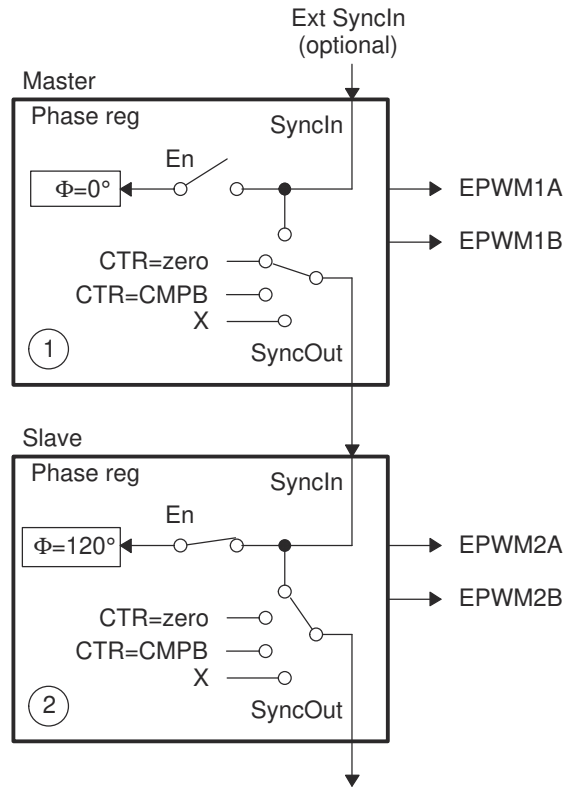 Ext SyncIn
(optional)
Master
Phase reg
SyncIn
En
Φ=0°
EPWM1A
EPWM1B
CTR=zero
CTR=CMPB
X
1
SyncOut
Slave
Phase reg
SyncIn
En
Φ=120°
EPWM2A
EPWM2B
CTR=zero
CTR=CMPB
X
2
SyncOut